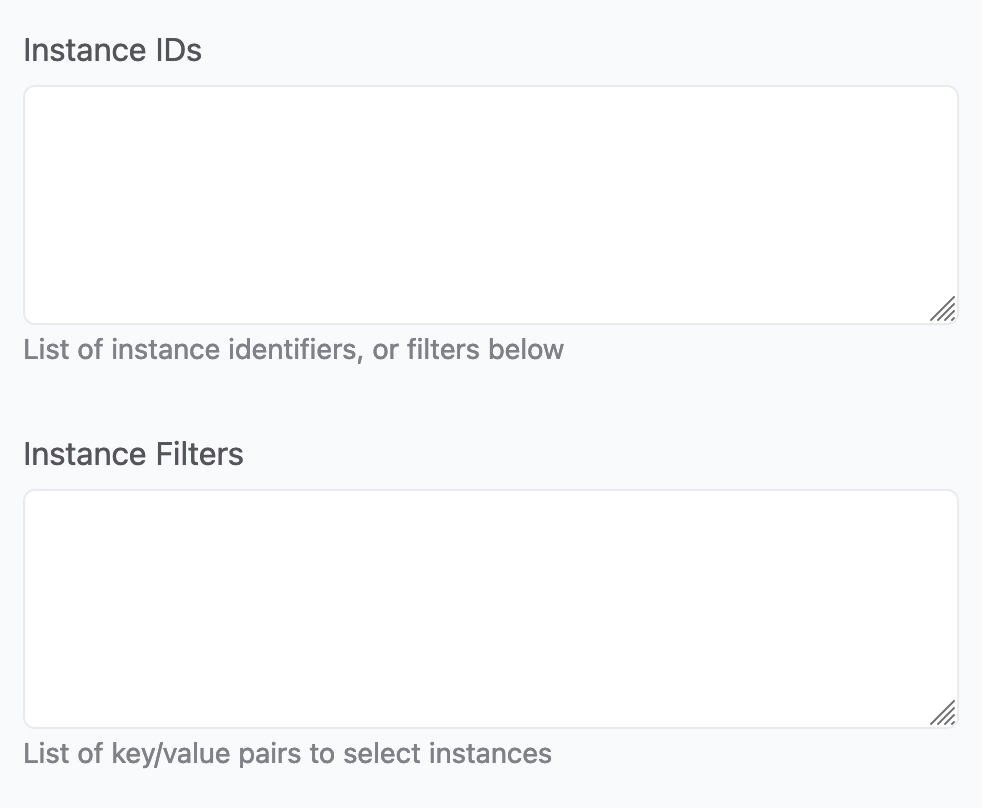 Instance IDs
List of instance identifiers, or filters below
Instance Filters
List of key/value pairs to select instances